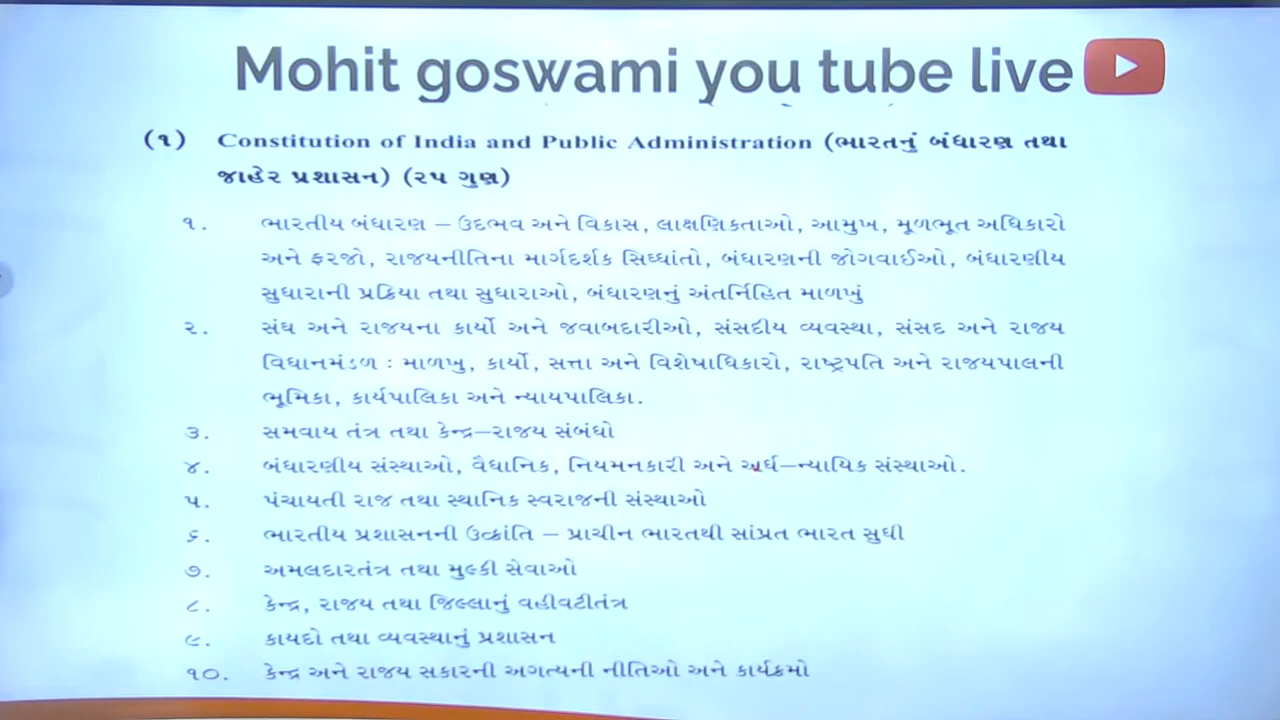 Mohit goswami you tube live
(૧) Constitution of India and Public Administration (ભારતનું બંધારણ તથા
જાહેર પ્રશાસન) (૨૫ ગુણ)
૧. ભારતીય બંધારણ – ઉદભવ અને વિકાસ, લાક્ષણિકતાઓ, આમુખ, મૂળભૂત અધિકારો
અને ફરજો, રાજયનીતિના માર્ગદર્શક સિધ્ધાંતો, બંધારણની જોગવાઈઓ, બંધારણીય
સુધારાની પ્રક્રિયા તથા સુધારાઓ, બંધારણનું અંતર્નિહિત માળખું
૨. સંઘ અને રાજયના કાર્યો અને જવાબદારીઓ, સંસદીય વ્યવસ્થા, સંસદ અને રાજય
વિધાનમંડળ : માળખુ, કાર્યો, સત્તા અને વિશેષાધિકારો, રાષ્ટ્રપતિ અને રાજયપાલની
ભૂમિકા, કાર્યપાલિકા અને ન્યાયપાલિકા.
૩. સમવાય તંત્ર તથા કેન્દ્ર–રાજય સંબંધો
૪. બંધારણીય સંસ્થાઓ, વૈધાનિક, નિયમનકારી અને અર્ધ–ન્યાયિક સંસ્થાઓ.
૫. પંચાયતી રાજ તથા સ્થાનિક સ્વરાજની સંસ્થાઓ
૬. ભારતીય પ્રશાસનની ઉત્ક્રાંતિ – પ્રાચીન ભારતથી સાંપ્રત ભારત સુધી
૭. અમલદારતંત્ર તથા મુલ્કી સેવાઓ
૮. કેન્દ્ર, રાજય તથા જિલ્લાનું વહીવટીતંત્ર
૯. કાયદો તથા વ્યવસ્થાનું પ્રશાસન
૧૦. કેન્દ્ર અને રાજય સકારની અગત્યની નીતિઓ અને કાર્યક્રમો